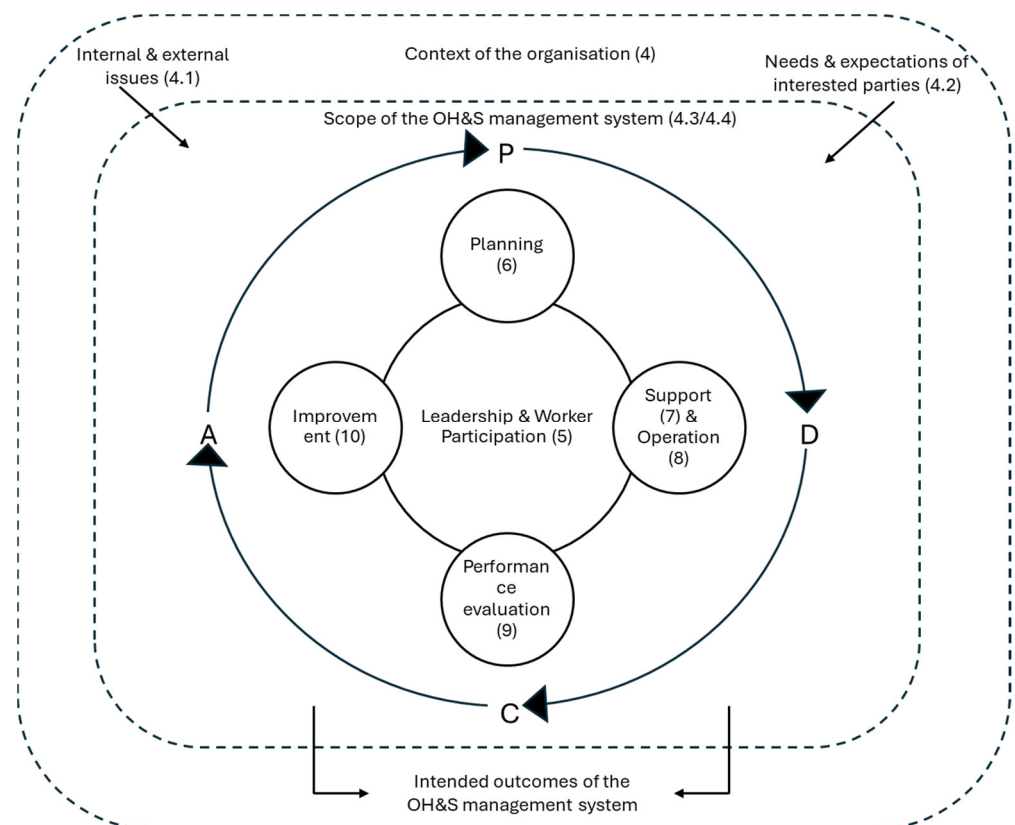 Internal & external
issues (4.1)
Context of the organisation (4)
Needs & expectations of
interested parties (4.2)
Scope of the OH&S management system (4.3/4.4)
P
Planning
(6)
Improvem
ent (10)
Leadership & Worker
Participation (5)
Support
(7) &
Operation
(8)
A
D
Performan
ce
evaluation
(9)
C
Intended outcomes of the
OH&S management system